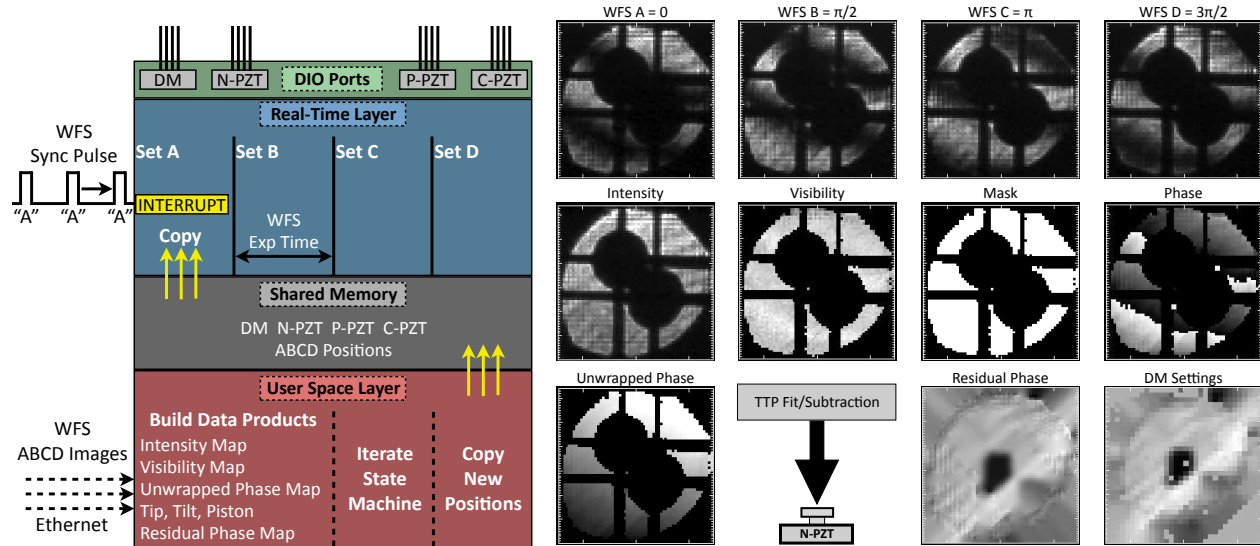 DM
N-PZT
DIO Ports
P-PZT
C-PZT
Real-Time Layer
WFS
Sync Pulse
"A"
"A"
"A"
Set A
Set B
Set C
Set D
INTERRUPT
Copy
WFS
Exp Time
Shared Memory
DM N-PZT P-PZT C-PZT
ABCD Positions
User Space Layer
Build Data Products
Intensity Map
Visibility Map
Unwrapped Phase Map
Tip, Tilt, Piston
Residual Phase Map
Iterate
State
Machine
Copy
New
Positions
WFS
ABCD Images
Ethernet
WFS A = 0
WFS B = π/2
WFS C = π
WFS D = 3π/2
Intensity
Visibility
Mask
Phase
Unwrapped Phase
TTP Fit/Subtraction
N-PZT
Residual Phase
DM Settings